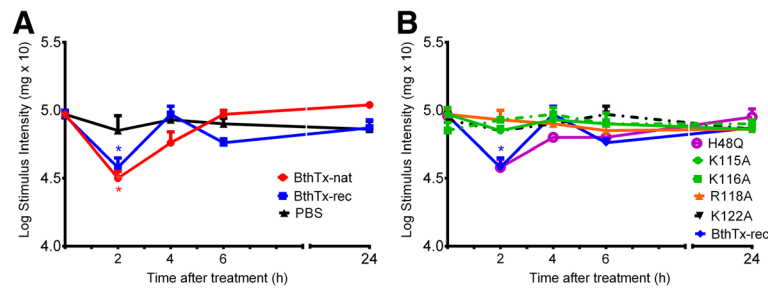 A
Log Stimulus Intensity (mg x 10)
5.5
5.0
4.5
4.0
*
*
BthTx-nat
BthTx-rec
PBS
2
4
6
24
Time after treatment (h)
B
Log Stimulus Intensity (mg x 10)
5.5
5.0
4.5
4.0
*
H48Q
K115A
K116A
R118A
K122A
BthTx-rec
2
4
6
24
Time after treatment (h)